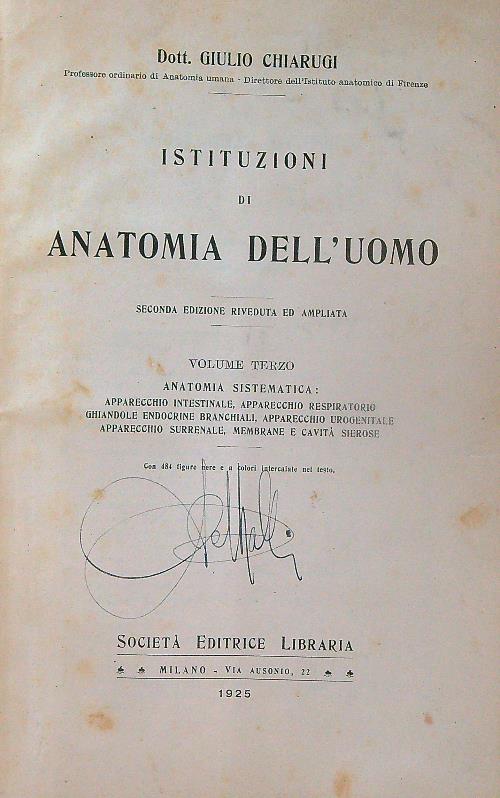 Dott. GIULIO CHIARUGI
Professore ordinario di Anatomia umana - Direttore dell'Istituto anatomico di Firenze
ISTITUZIONI
DI
ANATOMIA DELL'UOMO
SECONDA EDIZIONE RIVEDUTA ED AMPLIATA
VOLUME TERZO
ANATOMIA SISTEMATICA:
APPARECCHIO INTESTINALE, APPARECCHIO RESPIRATORIO
GHIANDOLE ENDOCRINE BRANCHIALI, APPARECCHIO UROGENITALE
APPARECCHIO SURRENALE, MEMBRANE E CAVITÀ SIEROSE
Con 484 figure nere e a colori intercalate nel testo.
SOCIETÀ EDITRICE LIBRARIA
MILANO - VIA AUSONIO, 22
1925